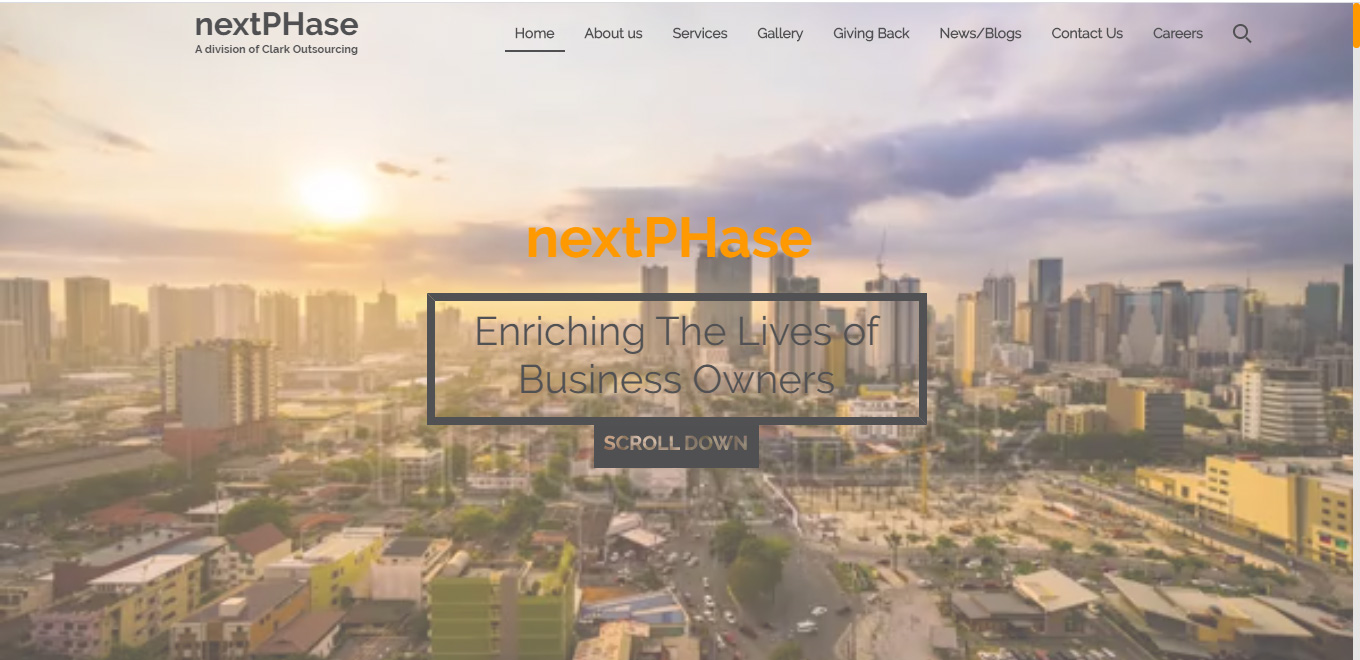 nextPHase
A division of Clark Outsourcing
Home About us Services Gallery Giving Back News/Blogs Contact Us Careers
nextPHase
Enriching The Lives of
Business Owners
SCROLL DOWN